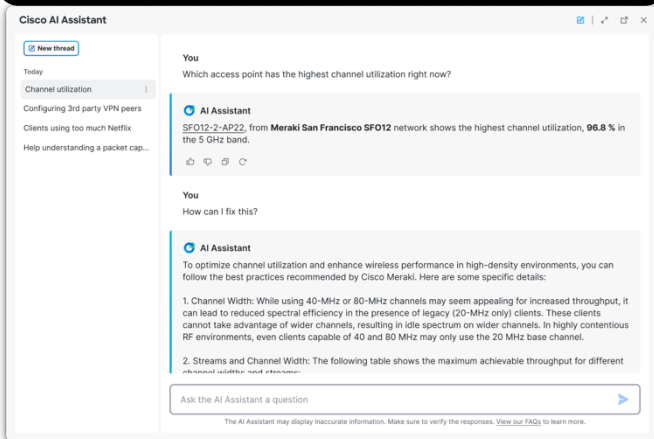 Cisco AI Assistant
New thread
Today
Channel utilization
Configuring 3rd party VPN peers
Clients using too much Netflix
Help understanding a packet cap...
You
Which access point has the highest channel utilization right now?
AI Assistant
SFO12-2-AP22, from Meraki San Francisco SFO12 network shows the highest channel utilization, 96.8 % in
the 5 GHz band.
You
How can I fix this?
AI Assistant
To optimize channel utilization and enhance wireless performance in high-density environments, you can
follow the best practices recommended by Cisco Meraki. Here are some specific details:
1. Channel Width: While using 40-MHz or 80-MHz channels may seem appealing for increased throughput, it
can lead to reduced spectral efficiency in the presence of legacy (20-MHz only) clients. These clients
cannot take advantage of wider channels, resulting in idle spectrum on wider channels. In highly contentious
RF environments, even clients capable of 40 and 80 MHz may only use the 20 MHz base channel.
2. Streams and Channel Width: The following table shows the maximum achievable throughput for different
channel widths and streams:
Ask the AI Assistant a question
The AI Assistant may display inaccurate information. Make sure to verify the responses. View our FAQs to learn more.